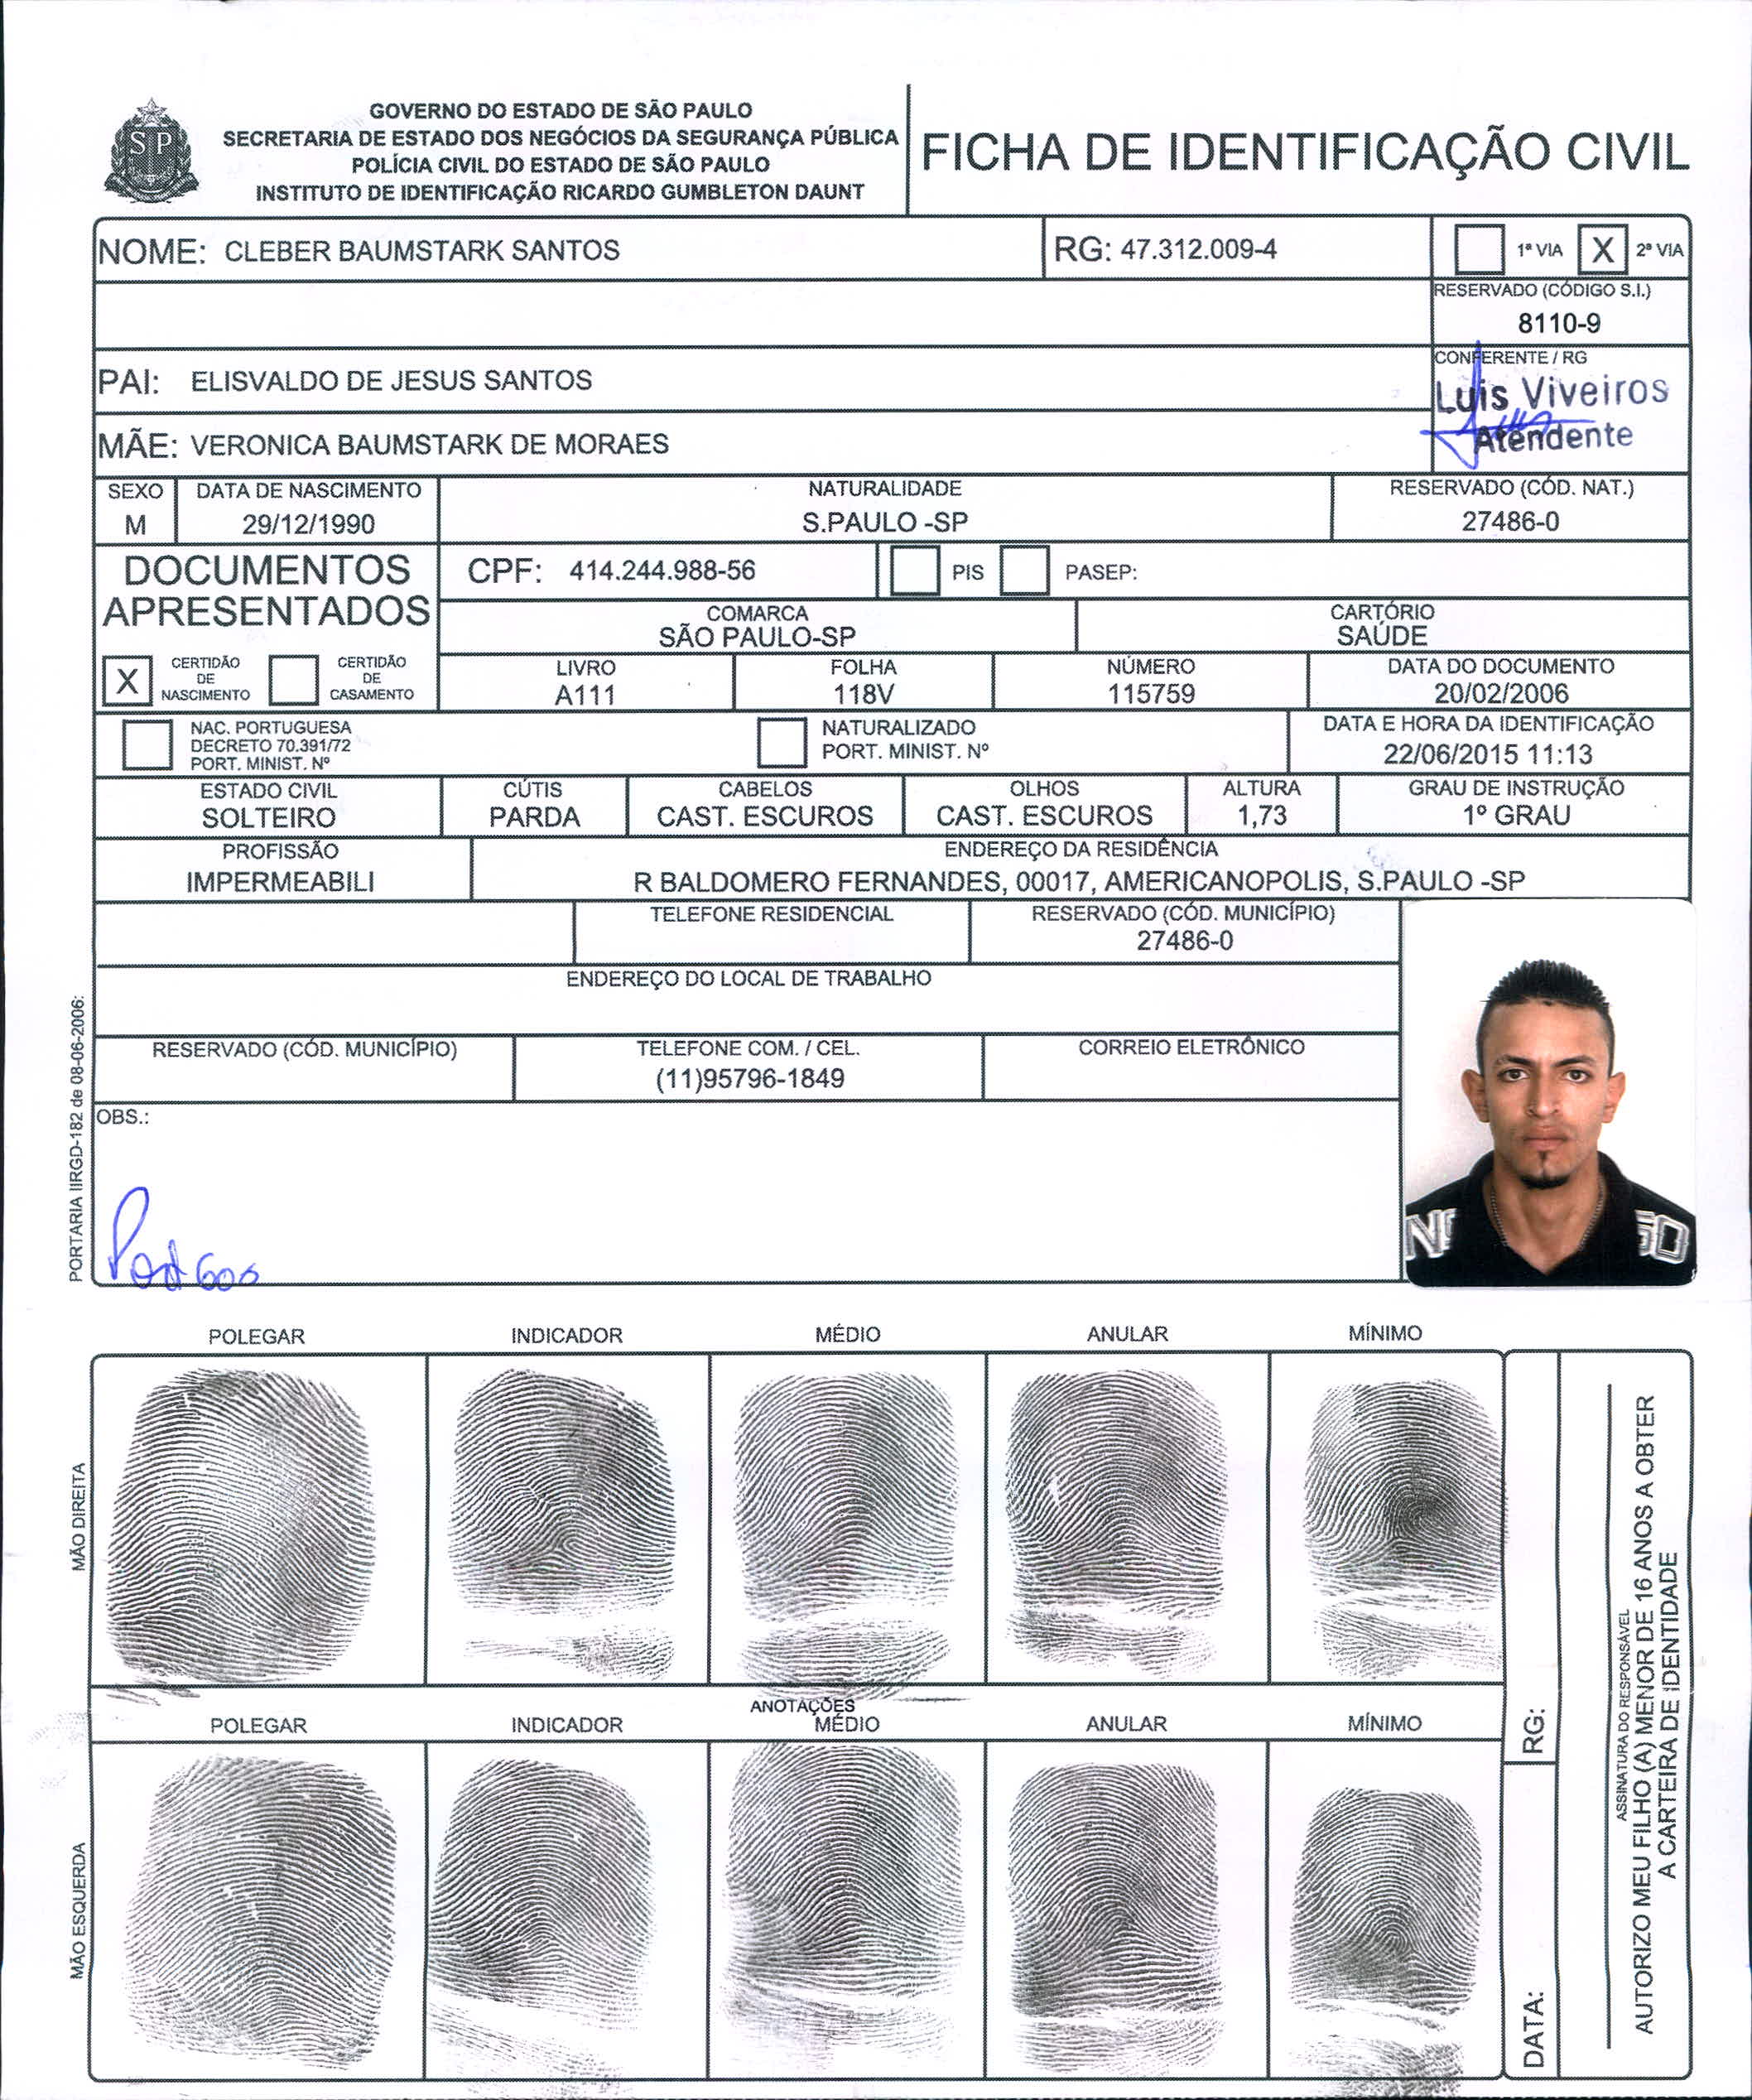 SP
GOVERNO DO ESTADO DE SÃO PAULO
SECRETARIA DE ESTADO DOS NEGÓCIOS DA SEGURANÇA PÚBLICA
POLÍCIA CIVIL DO ESTADO DE SÃO PAULO
INSTITUTO DE IDENTIFICAÇÃO RICARDO GUMBLETON DAUNT
FICHA DE IDENTIFICAÇÃO CIVIL
NOME: CLEBER BAUMSTARK SANTOS
RG: 47.312.009-4
1ª VIA X 2ª VIA
RESERVADO (CÓDIGO S.I.)
8110-9
PAI: ELISVALDO DE JESUS SANTOS
CONFERENTE / RG
Luis Viveiros
Atendente
MÃE: VERONICA BAUMSTARK DE MORAES
SEXO DATA DE NASCIMENTO NATURALIDADE RESERVADO (CÓD. NAT.)
M 29/12/1990 S.PAULO -SP 27486-0
DOCUMENTOS
APRESENTADOS
CPF: 414.244.988-56 PIS PASEP:
COMARCA CARTÓRIO
SÃO PAULO-SP SAÚDE
X CERTIDÃO
DE
NASCIMENTO
CERTIDÃO
DE
CASAMENTO
LIVRO FOLHA NÚMERO DATA DO DOCUMENTO
A111 118V 115759 20/02/2006
NAC. PORTUGUESA
DECRETO 70.391/72
PORT. MINIST. Nº
NATURALIZADO
PORT. MINIST. Nº
DATA E HORA DA IDENTIFICAÇÃO
22/06/2015 11:13
ESTADO CIVIL CÚTIS CABELOS OLHOS ALTURA GRAU DE INSTRUÇÃO
SOLTEIRO PARDA CAST. ESCUROS CAST. ESCUROS 1,73 1º GRAU
PROFISSÃO ENDEREÇO DA RESIDÊNCIA
IMPERMEABILI R BALDOMERO FERNANDES, 00017, AMERICANOPOLIS, S.PAULO -SP
TELEFONE RESIDENCIAL RESERVADO (CÓD. MUNICÍPIO)
27486-0
ENDEREÇO DO LOCAL DE TRABALHO
RESERVADO (CÓD. MUNICÍPIO) TELEFONE COM. / CEL. CORREIO ELETRÔNICO
(11)95796-1849
OBS.:
PORTARIA IIRGD-182 de 08-06-2006:
POLEGAR INDICADOR MÉDIO ANULAR MÍNIMO
MÃO DIREITA
ANOTAÇÕES
POLEGAR INDICADOR MÉDIO ANULAR MÍNIMO
MÃO ESQUERDA
RG:
DATA:
ASSINATURA DO RESPONSÁVEL
AUTORIZO MEU FILHO (A) MENOR DE 16 ANOS A OBTER
A CARTEIRA DE IDENTIDADE